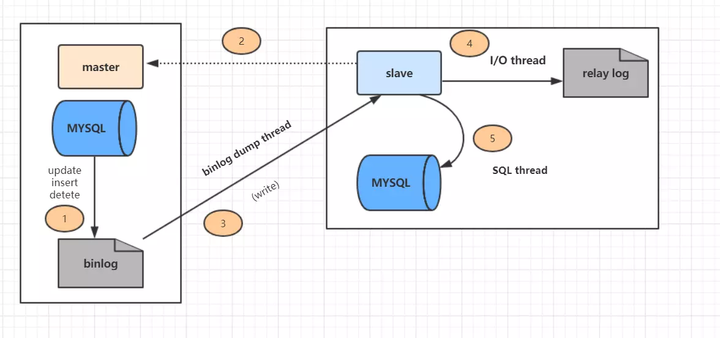 master
MYSQL
update
insert
detete
1
binlog
2
binlog dump thread
(write)
3
slave
4
I/O thread
relay log
5
SQL thread
MYSQL